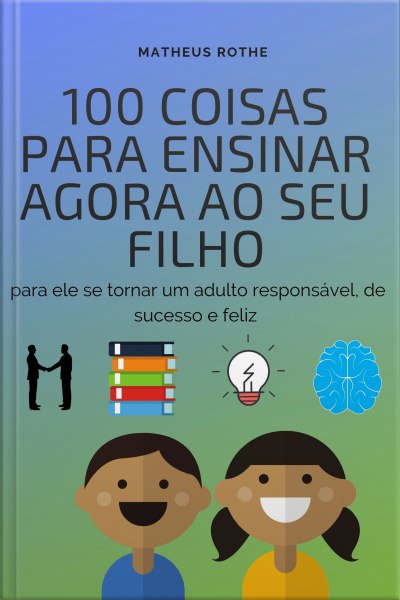 MATHEUS ROTHE
100 COISAS
PARA ENSINAR
AGORA AO SEU
FILHO
para ele se tornar um adulto responsável, de
sucesso e feliz